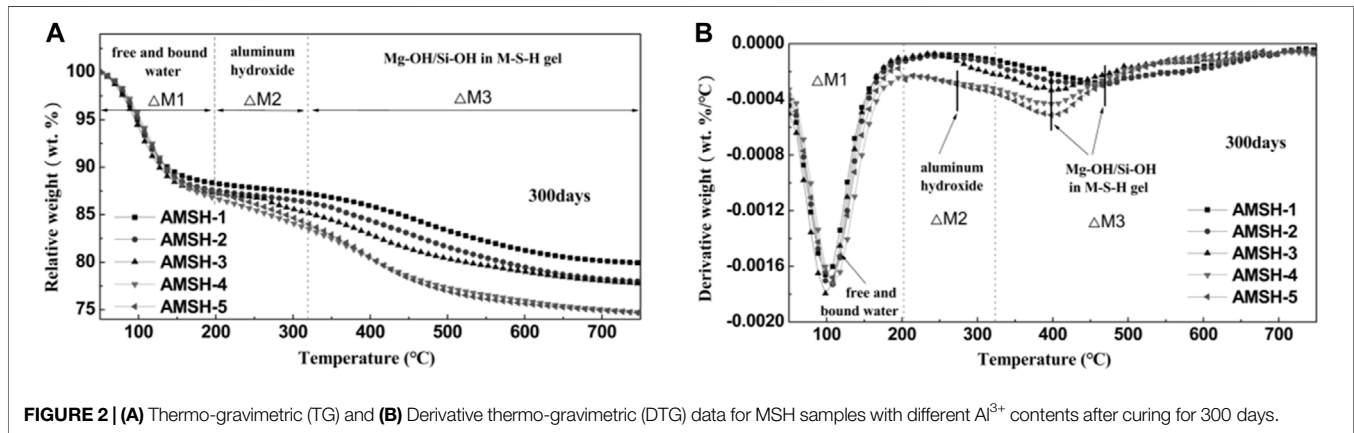 A
free and bound
water
aluminum
hydroxide
Mg-OH/Si-OH in M-S-H gel
△M1
△M2
△M3
300days
AMSH-1
AMSH-2
AMSH-3
AMSH-4
AMSH-5
100
95
90
85
80
75
Relative weight ( wt. %)
100 200 300 400 500 600 700
Temperature (°C)
B
0.0000
-0.0004
-0.0008
-0.0012
-0.0016
-0.0020
Derivative weight ( wt. %/°C)
△M1
aluminum
hydroxide
△M2
Mg-OH/Si-OH
in M-S-H gel
△M3
300days
free and
bound water
AMSH-1
AMSH-2
AMSH-3
AMSH-4
AMSH-5
100 200 300 400 500 600 700
Temperature (°C)
FIGURE 2 | (A) Thermo-gravimetric (TG) and (B) Derivative thermo-gravimetric (DTG) data for MSH samples with different Al³⁺ contents after curing for 300 days.